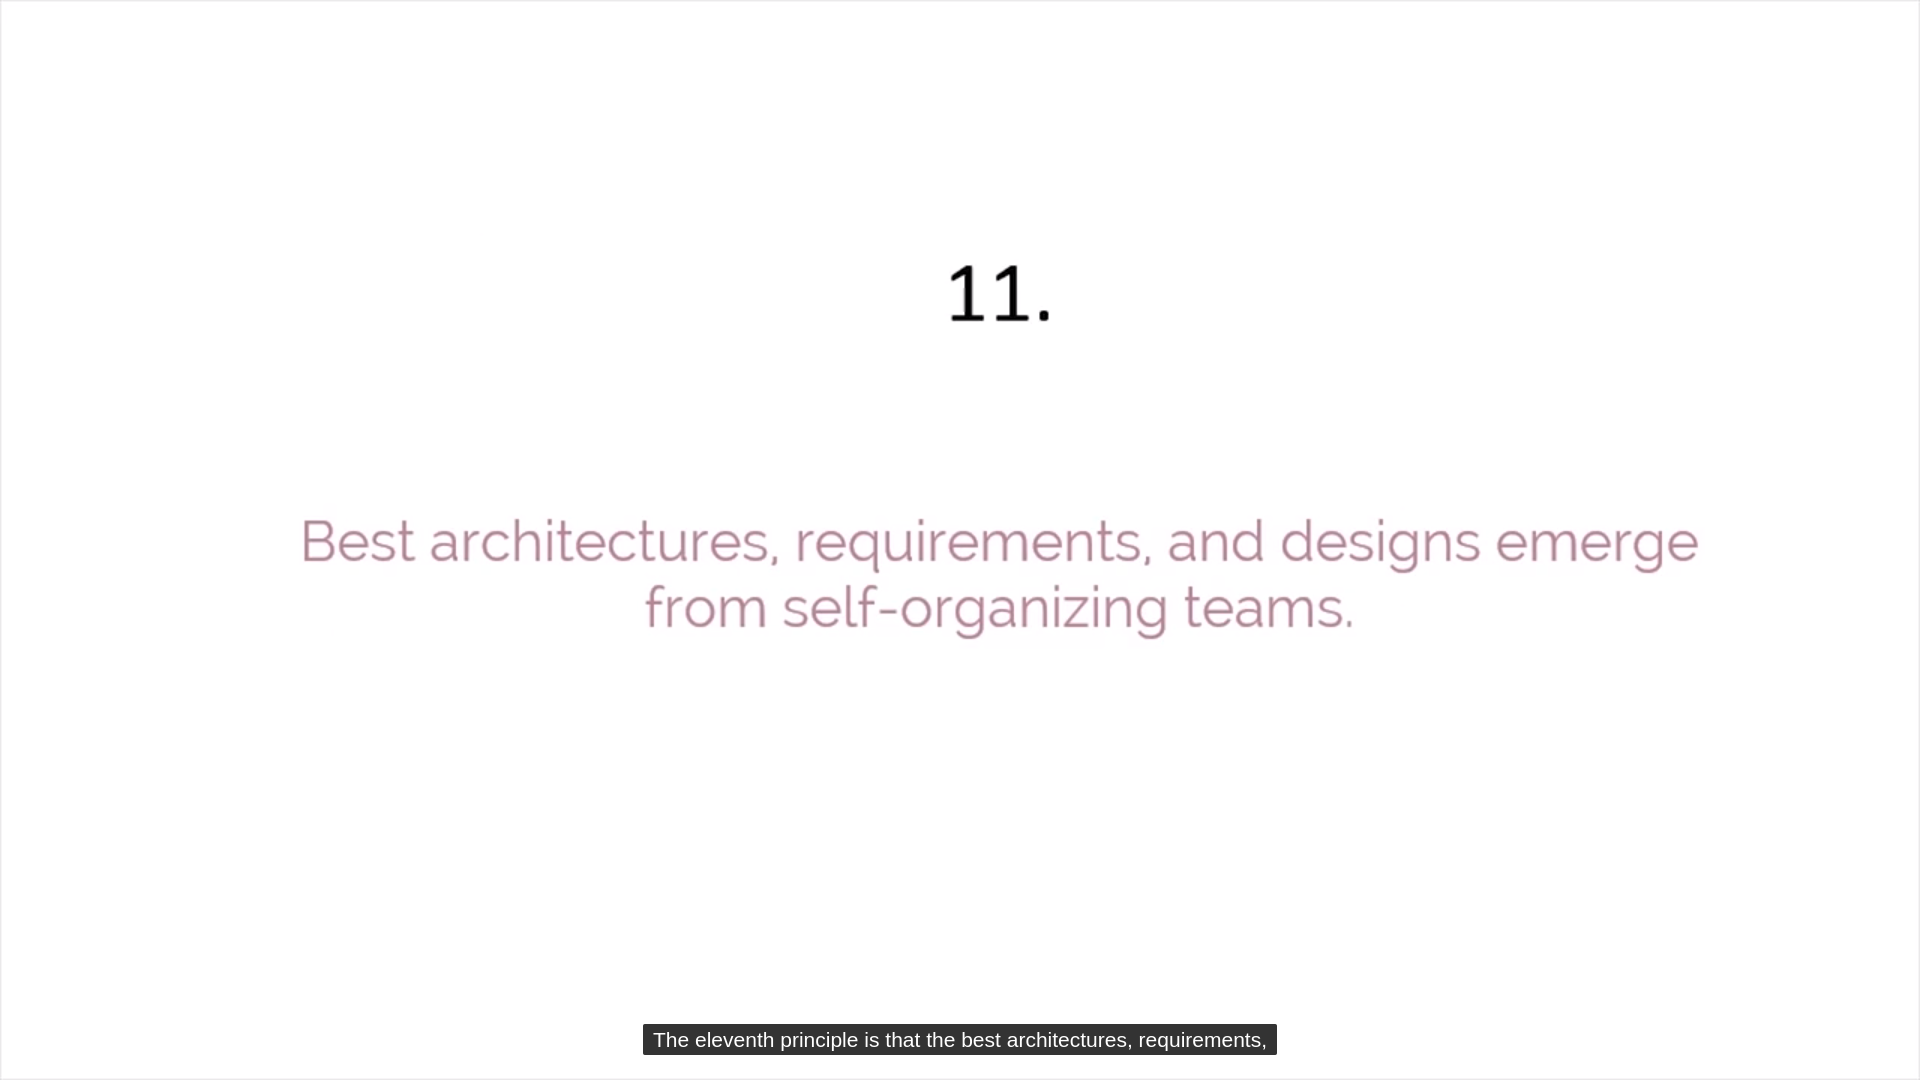 11.
Best architectures, requirements, and designs emerge
from self-organizing teams.
The eleventh principle is that the best architectures, requirements,